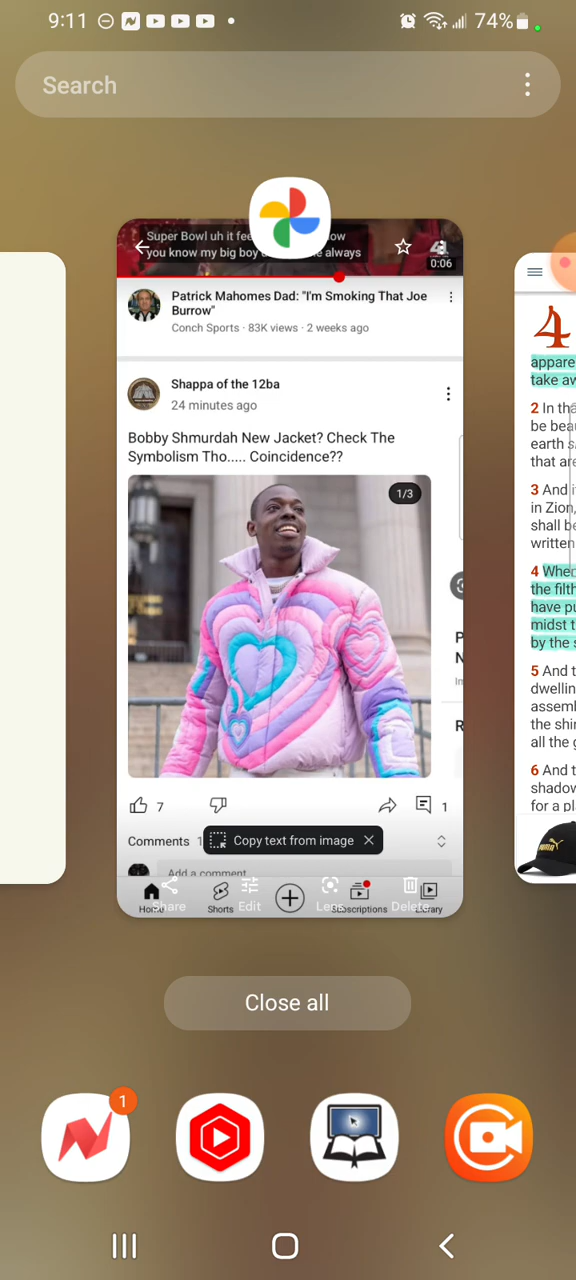 9:11
74%
Search
Super Bowl uh it
you know my big boy
always
0:06
Patrick Mahomes Dad: "I'm Smoking That Joe
Burrow"
Conch Sports · 83K views · 2 weeks ago
Shappa of the 12ba
24 minutes ago
Bobby Shmurdah New Jacket? Check The
Symbolism Tho..... Coincidence??
1/3
7
1
Comments
Copy text from image
Add a comment
Home
Shorts
Subscriptions
Library
Share
Edit
Lens
Delete
4
take aw
2 In
earth
that are
3 And
in Zion,
shall be
written
4
the filth
have pu
midst t
by the s
5 And t
dwellin
assemb
the shin
all the g
6 And t
shadow
for a pl
PUMA
Close all
1